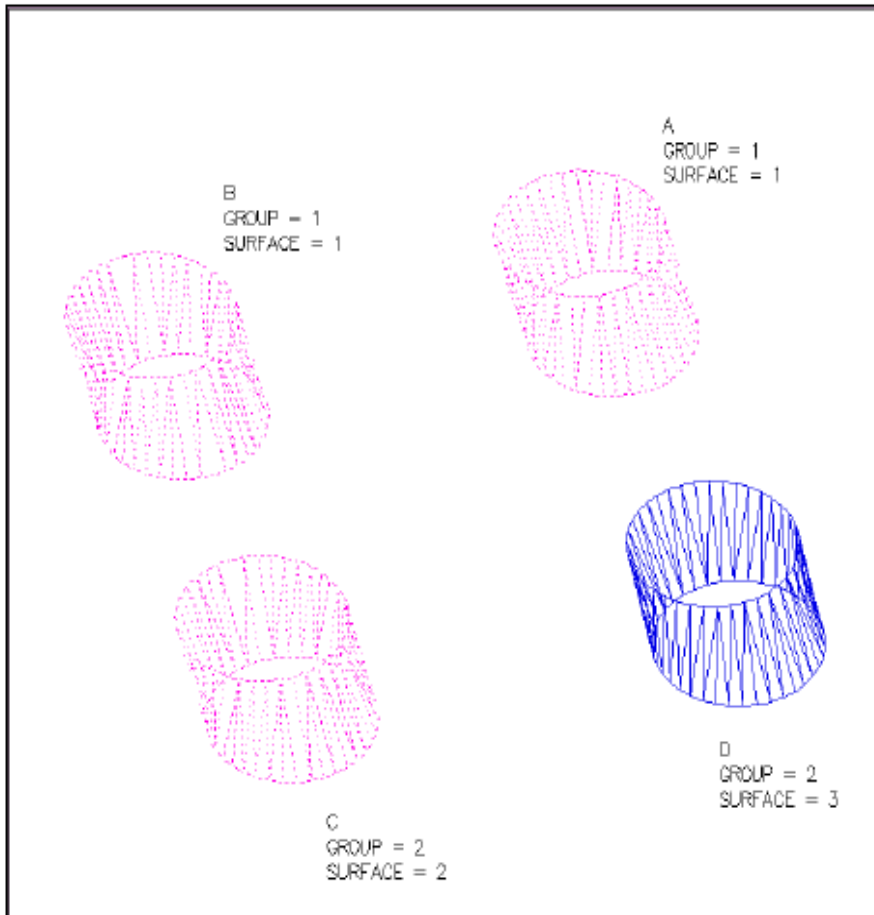 A
GROUP = 1
SURFACE = 1
B
GROUP = 1
SURFACE = 1
D
GROUP = 2
SURFACE = 3
C
GROUP = 2
SURFACE = 2